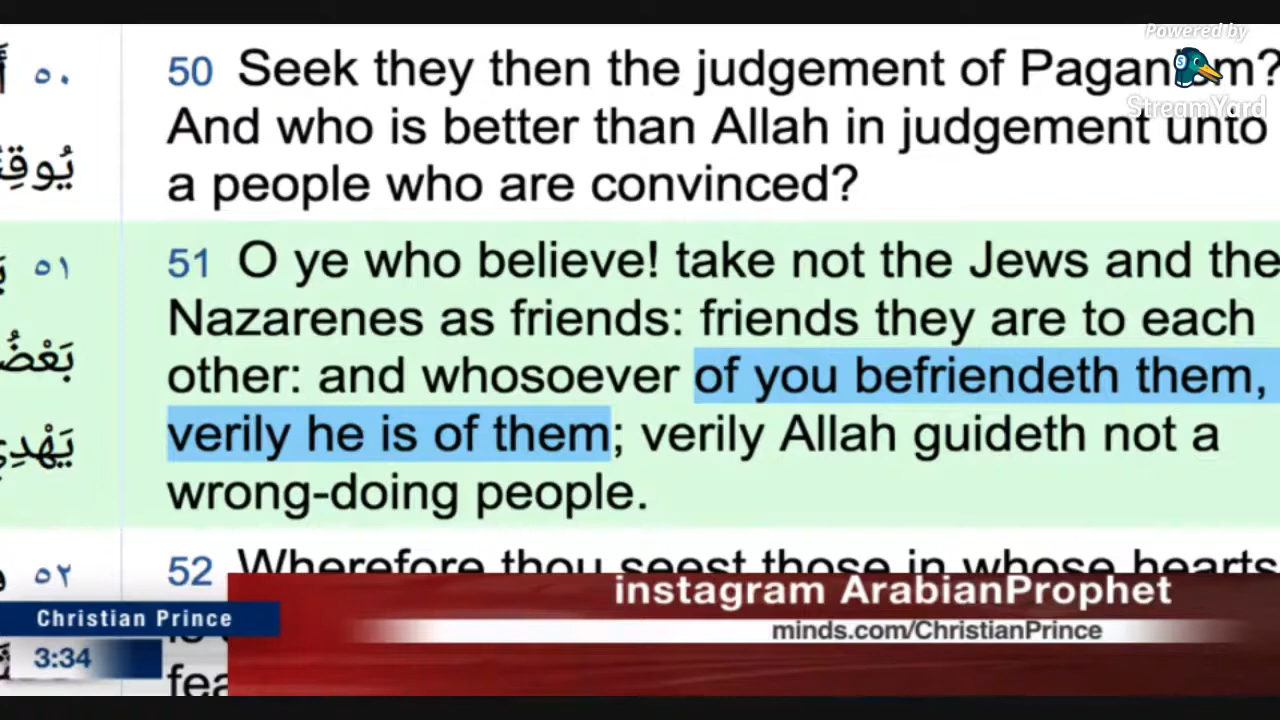 Powered by
StreamYard
٥٠
50 Seek they then the judgement of Paganism?
And who is better than Allah in judgement unto
a people who are convinced?
٥١
51 O ye who believe! take not the Jews and the
Nazarenes as friends: friends they are to each
بَعْضُ
other: and whosoever of you befriendeth them,
verily he is of them; verily Allah guideth not a
wrong-doing people.
٥٢
52 Wherefore thou seest those in whose hearts
instagram ArabianProphet
Christian Prince
minds.com/ChristianPrince
3:34
fea